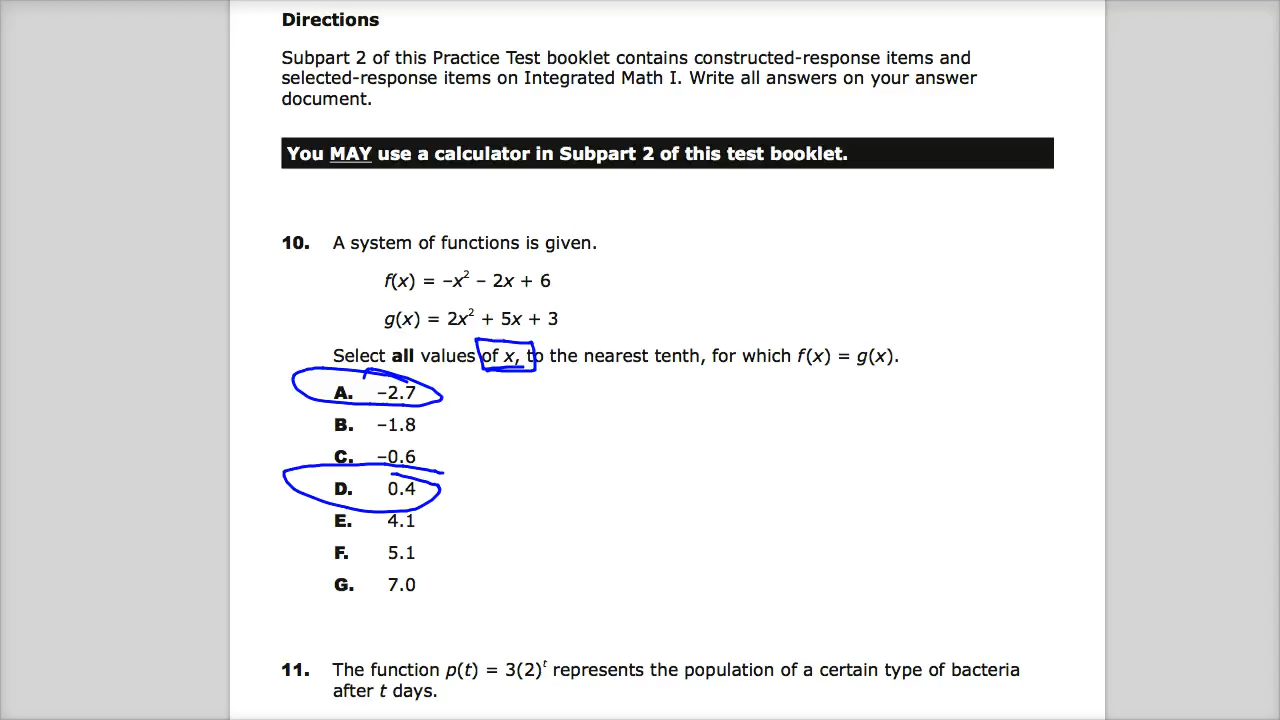 Directions
Subpart 2 of this Practice Test booklet contains constructed-response items and
selected-response items on Integrated Math I. Write all answers on your answer
document.
You MAY use a calculator in Subpart 2 of this test booklet.
10. A system of functions is given.
f(x) = –x² – 2x + 6
g(x) = 2x² + 5x + 3
Select all values of x, to the nearest tenth, for which f(x) = g(x).
A. –2.7
B. –1.8
C. –0.6
D. 0.4
E. 4.1
F. 5.1
G. 7.0
11. The function p(t) = 3(2)ᵗ represents the population of a certain type of bacteria
after t days.